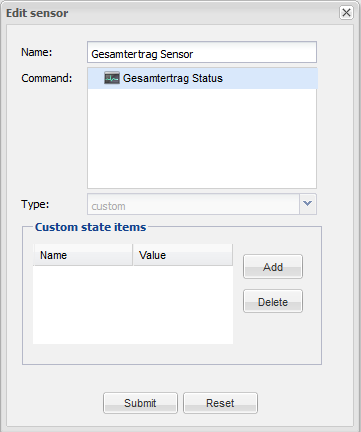 Edit sensor
Name: Gesamtertrag Sensor
Command: Gesamtertrag Status
Type: custom
Custom state items
Name Value
Add
Delete
Submit Reset